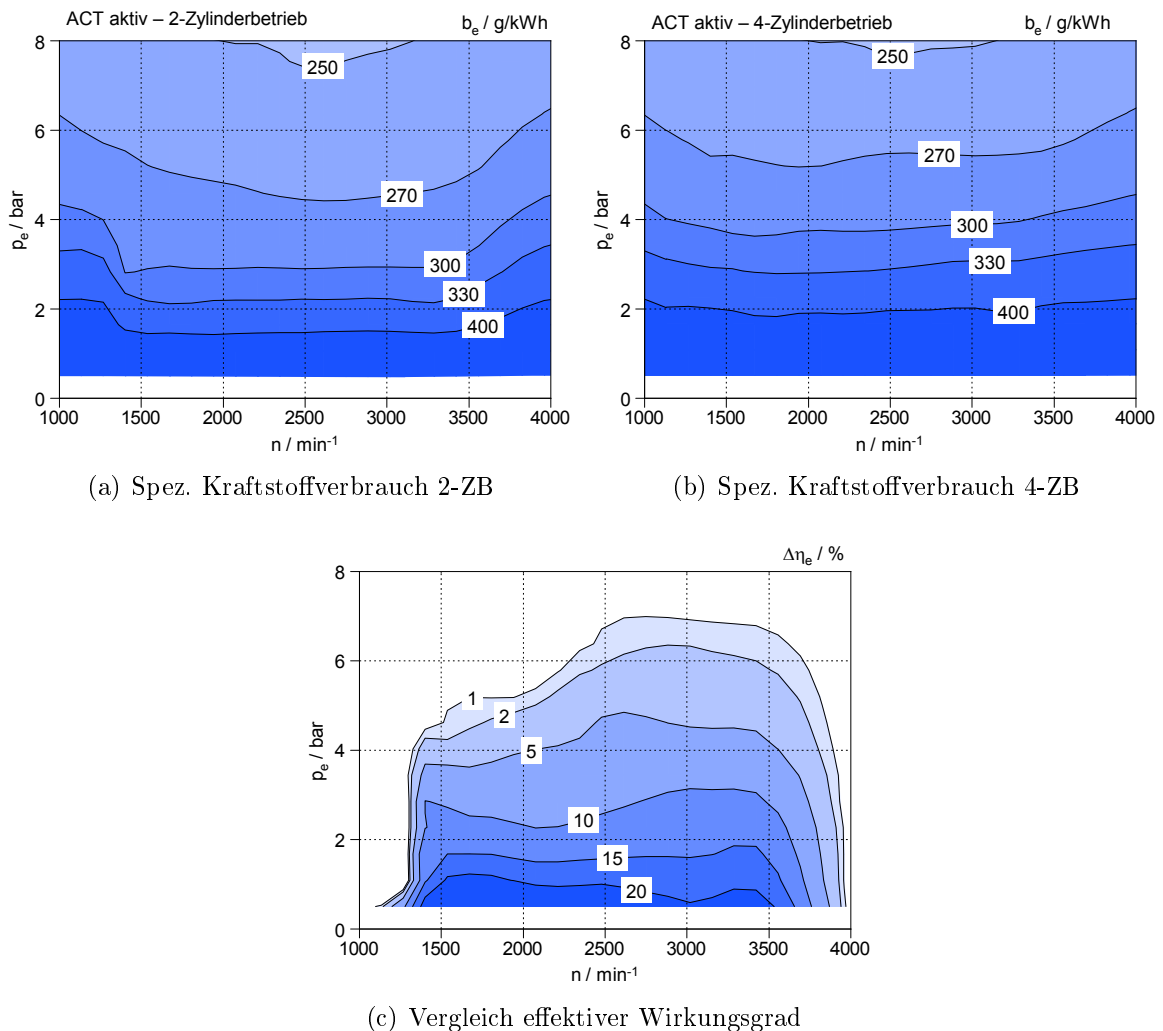 ACT aktiv – 2-Zylinderbetrieb
b_e / g/kWh
8
6
4
2
0
p_e / bar
250
270
300
330
400
1000 1500 2000 2500 3000 3500 4000
n / min⁻¹
(a) Spez. Kraftstoffverbrauch 2-ZB
ACT aktiv – 4-Zylinderbetrieb
b_e / g/kWh
8
6
4
2
0
p_e / bar
250
270
300
330
400
1000 1500 2000 2500 3000 3500 4000
n / min⁻¹
(b) Spez. Kraftstoffverbrauch 4-ZB
Δη_e / %
8
6
4
2
0
p_e / bar
1
2
5
10
15
20
1000 1500 2000 2500 3000 3500 4000
n / min⁻¹
(c) Vergleich effektiver Wirkungsgrad